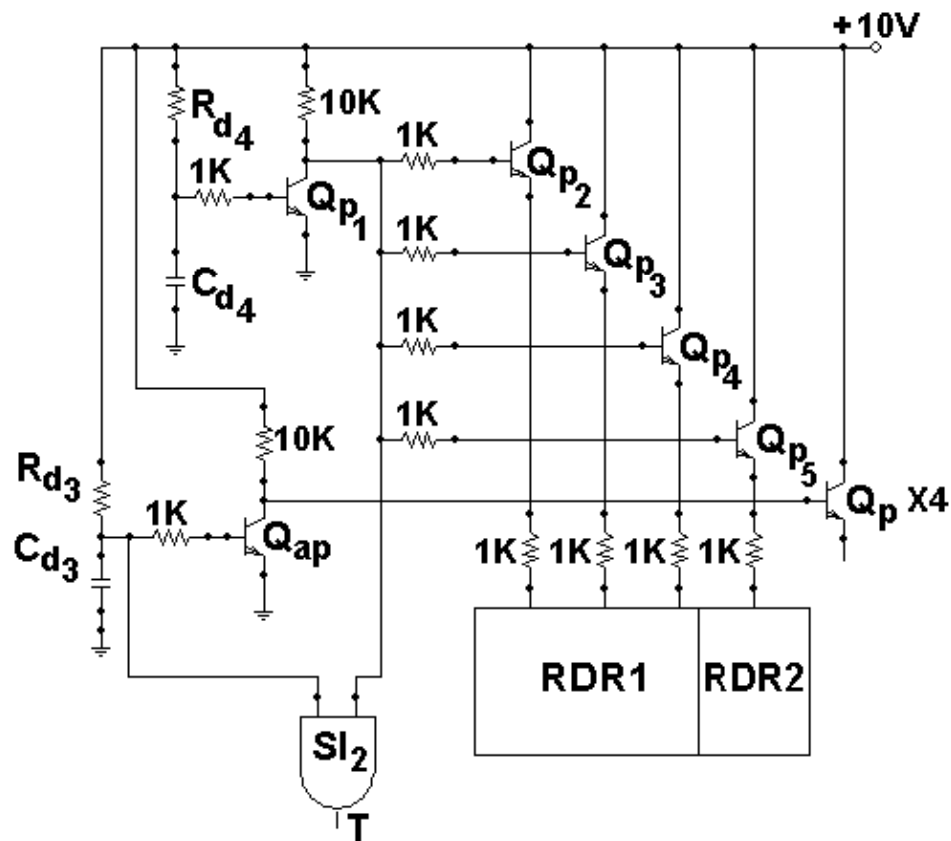 +10V
Rd4
10K
1K
Qp2
1K
Qp1
1K
Qp3
Cd4
1K
Qp4
1K
10K
Qp5
Rd3
1K
Qp X4
Qap
Cd3
1K 1K 1K 1K
RDR1 RDR2
SI2
T